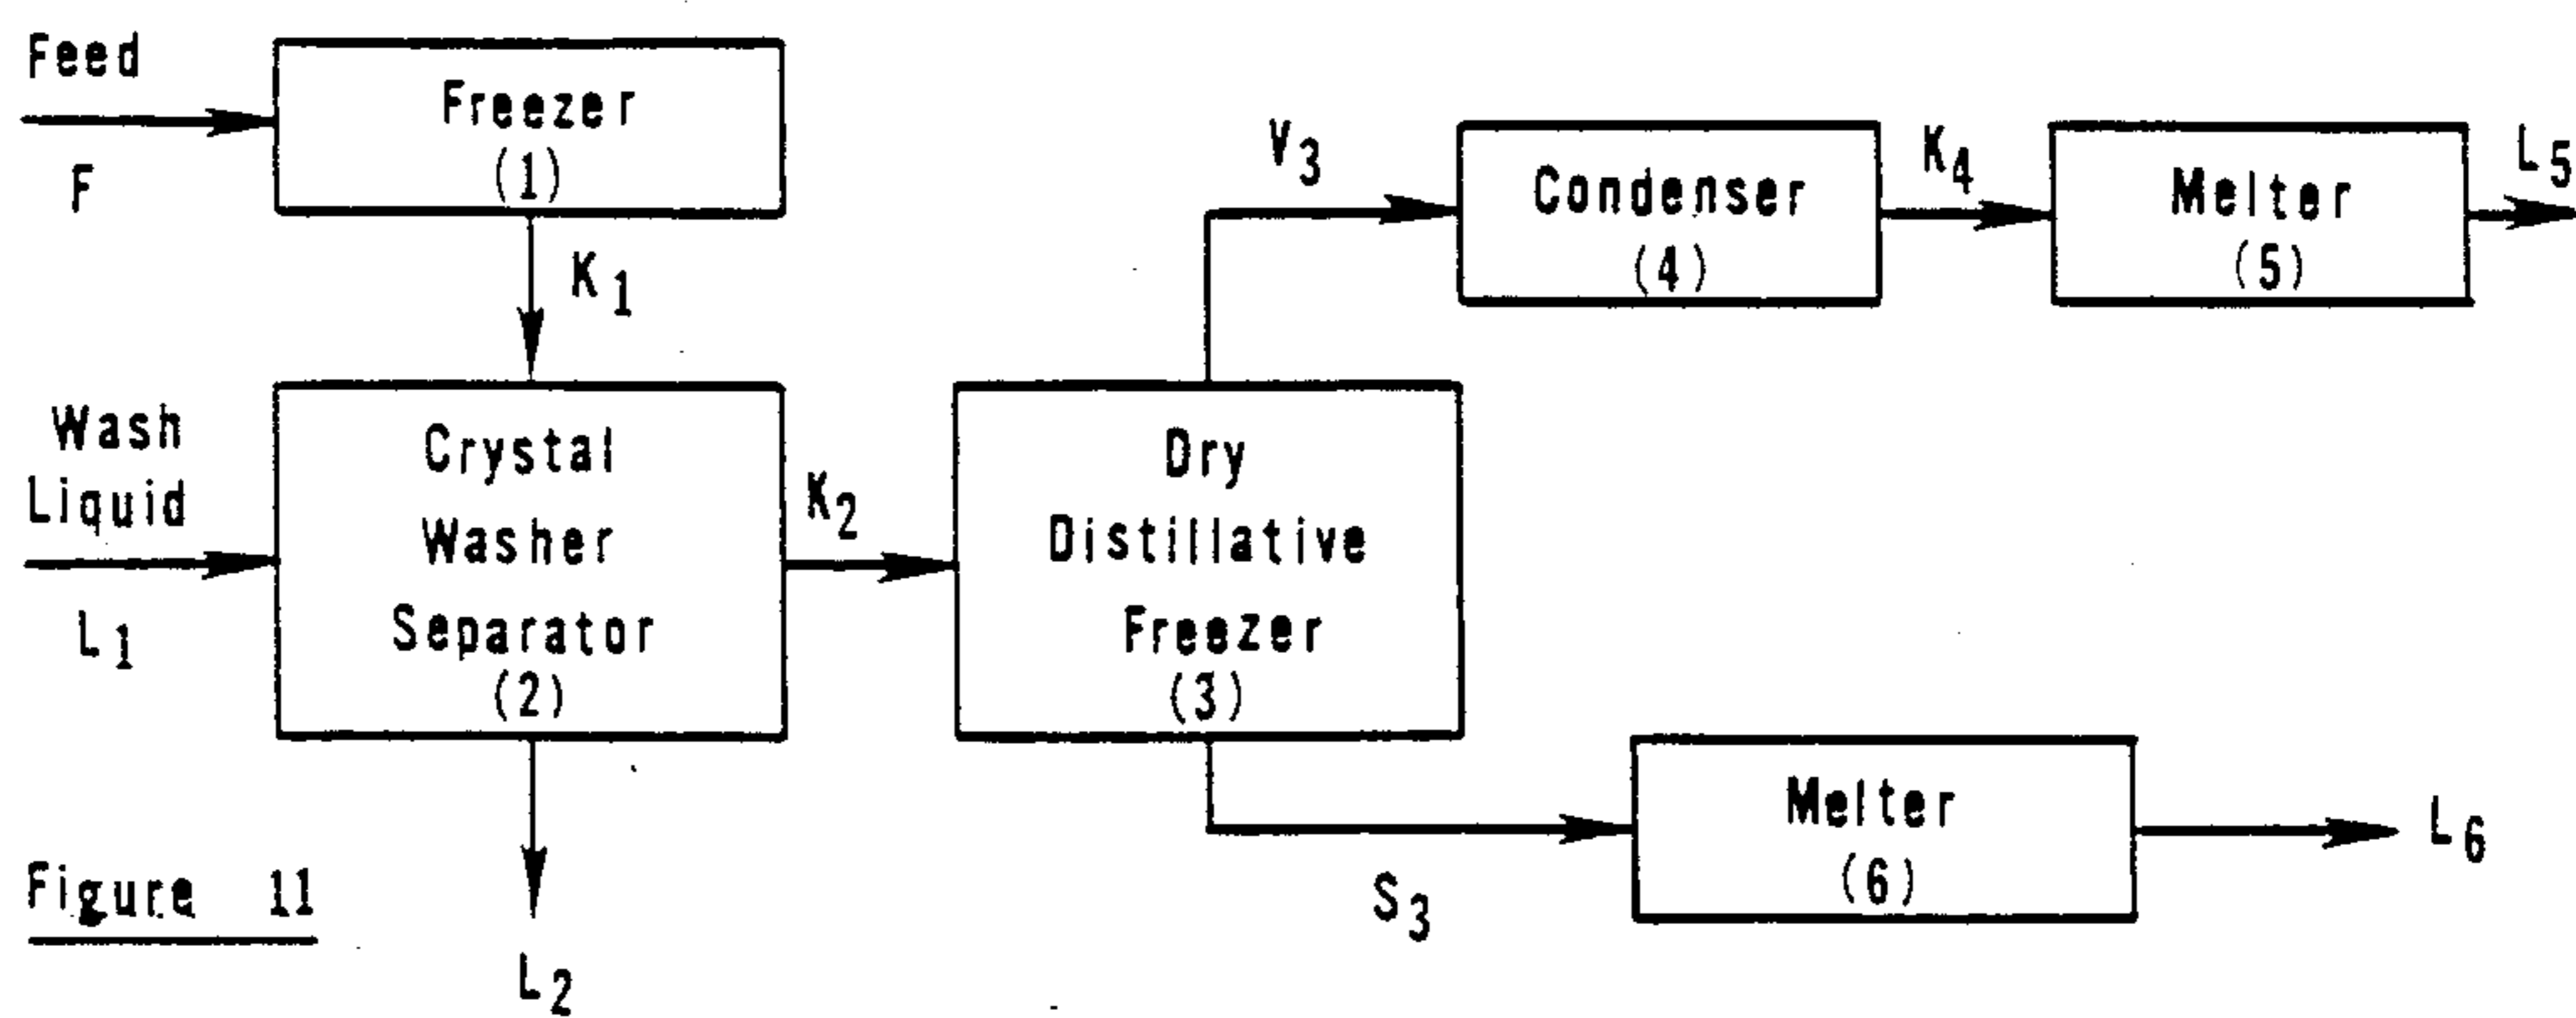 Feed
F
Freezer
(1)
K1
Wash
Liquid
L1
Crystal
Washer
Separator
(2)
L2
K2
Dry
Distillative
Freezer
(3)
V3
Condenser
(4)
K4
Melter
(5)
L5
S3
Melter
(6)
L6
Figure 11